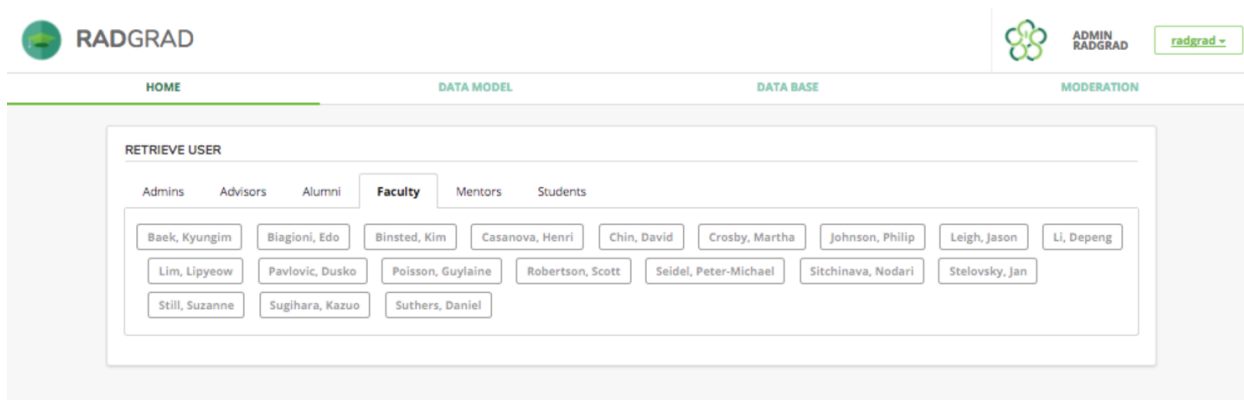 RADGRAD
ADMIN
RADGRAD
radgrad
HOME DATA MODEL DATA BASE MODERATION
RETRIEVE USER
Admins Advisors Alumni Faculty Mentors Students
Baek, Kyungim Biagioni, Edo Binsted, Kim Casanova, Henri Chin, David Crosby, Martha Johnson, Philip Leigh, Jason Li, Depeng
Lim, Lipyeow Pavlovic, Dusko Poisson, Guylaine Robertson, Scott Seidel, Peter-Michael Sitchinava, Nodari Stelovsky, Jan
Still, Suzanne Sugihara, Kazuo Suthers, Daniel